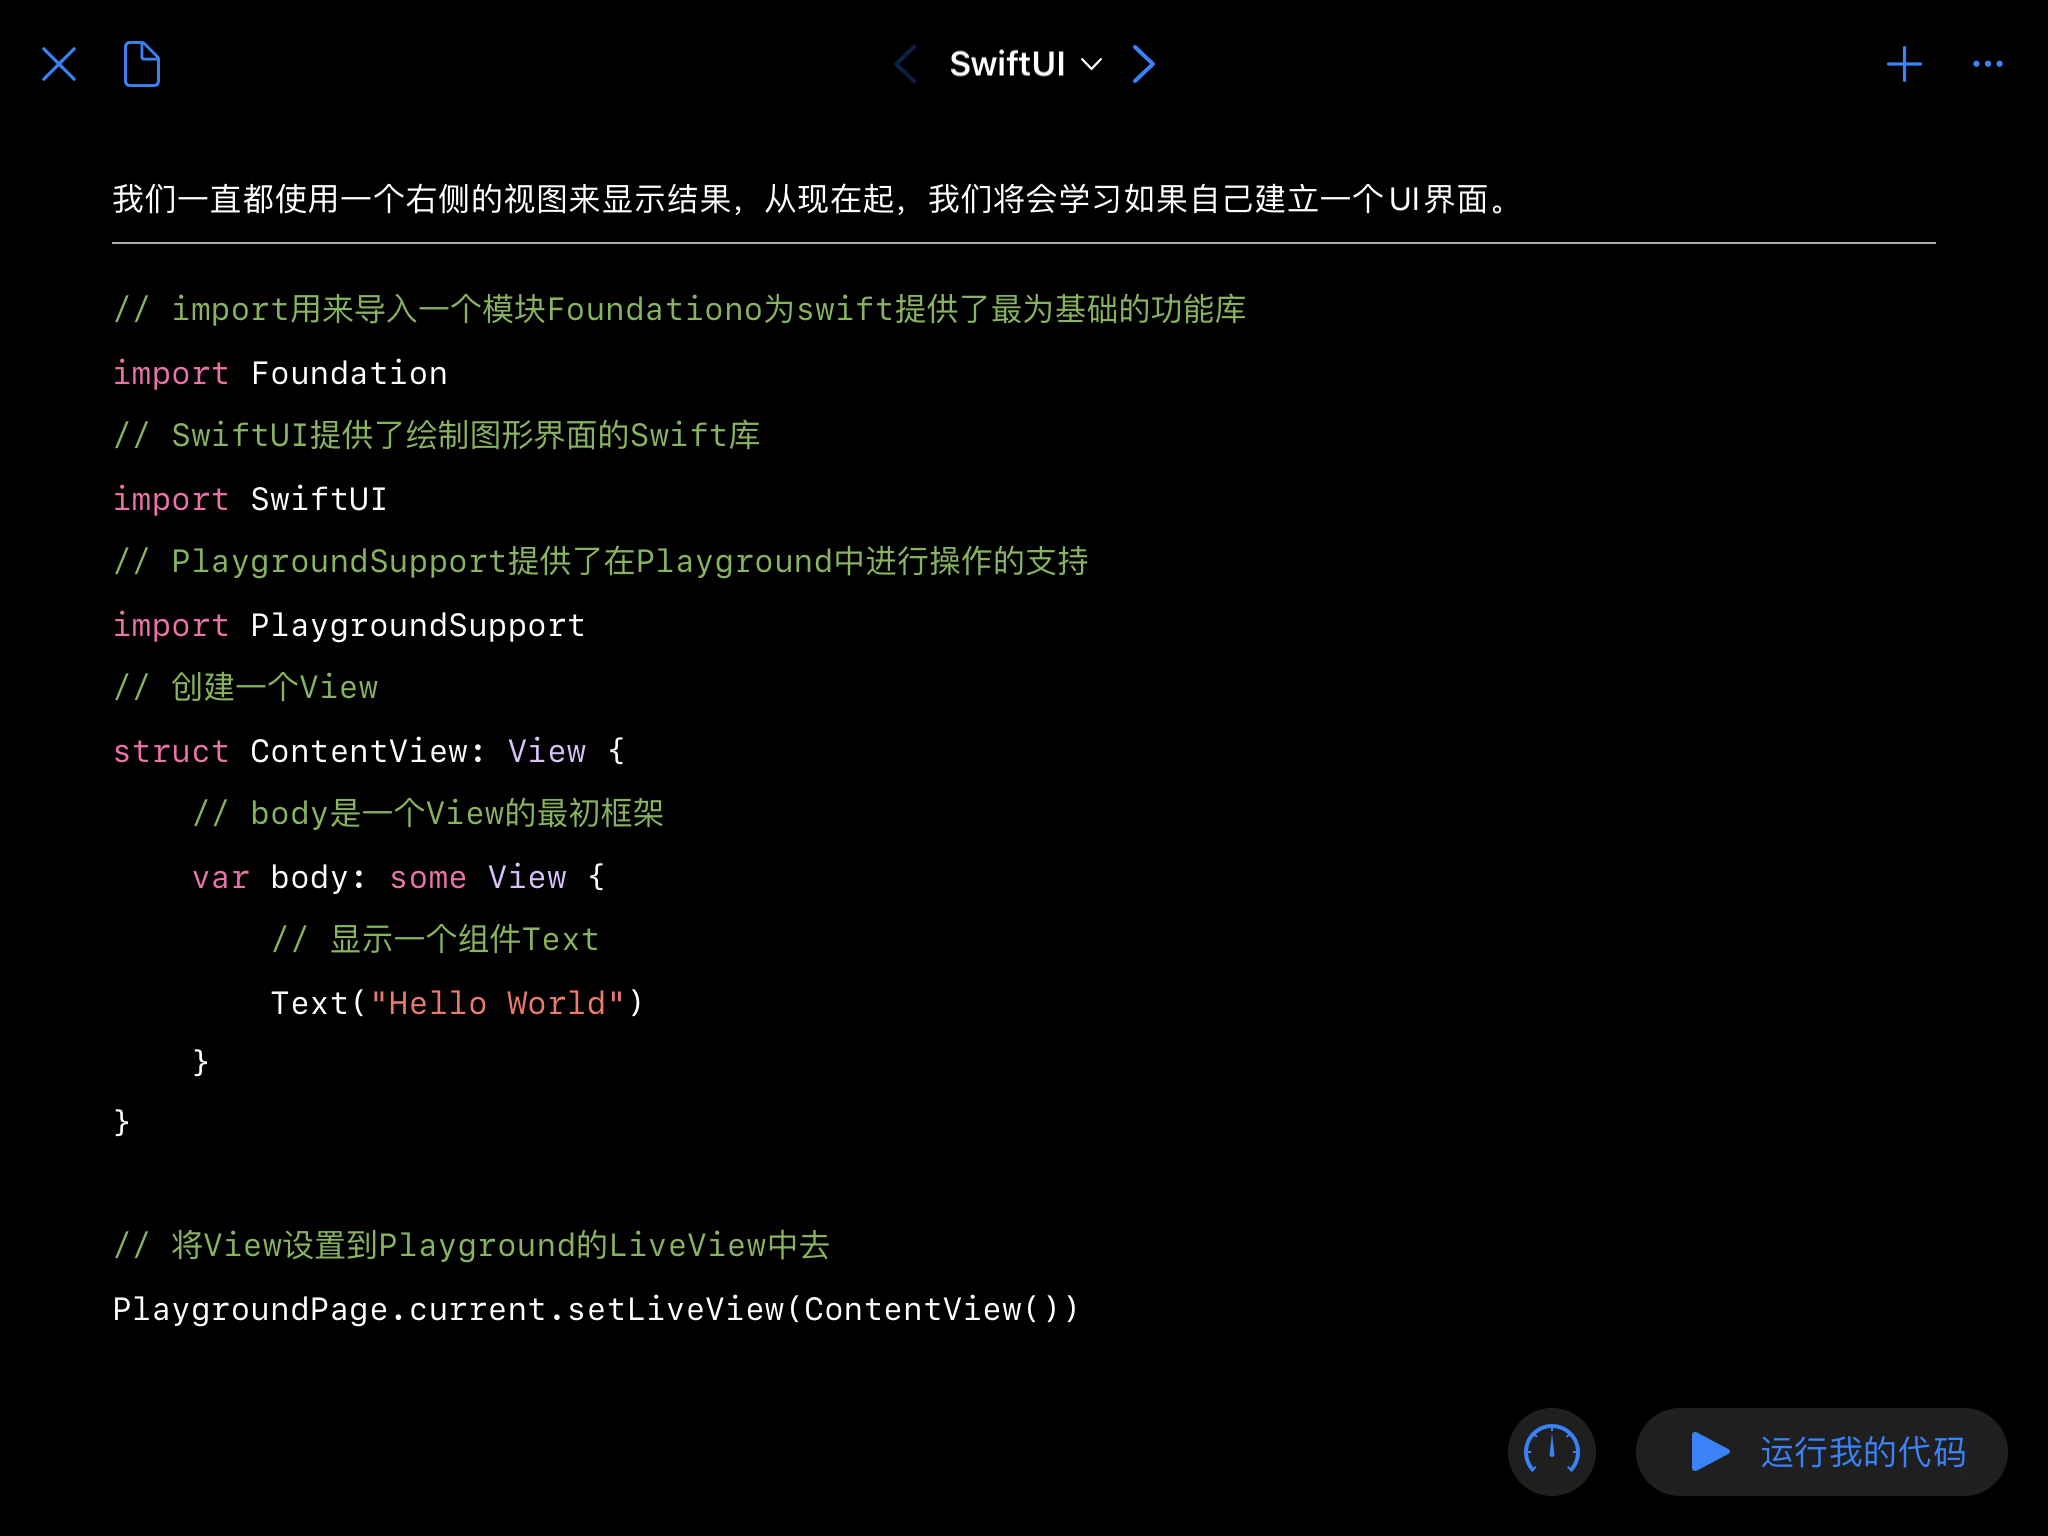 SwiftUI
我们一直都使用一个右侧的视图来显示结果，从现在起，我们将会学习如果自己建立一个UI界面。
// import用来导入一个模块Foundationo为swift提供了最为基础的功能库
import Foundation
// SwiftUI提供了绘制图形界面的Swift库
import SwiftUI
// PlaygroundSupport提供了在Playground中进行操作的支持
import PlaygroundSupport
// 创建一个View
struct ContentView: View {
    // body是一个View的最初框架
    var body: some View {
        // 显示一个组件Text
        Text("Hello World")
    }
}
// 将View设置到Playground的LiveView中去
PlaygroundPage.current.setLiveView(ContentView())
运行我的代码